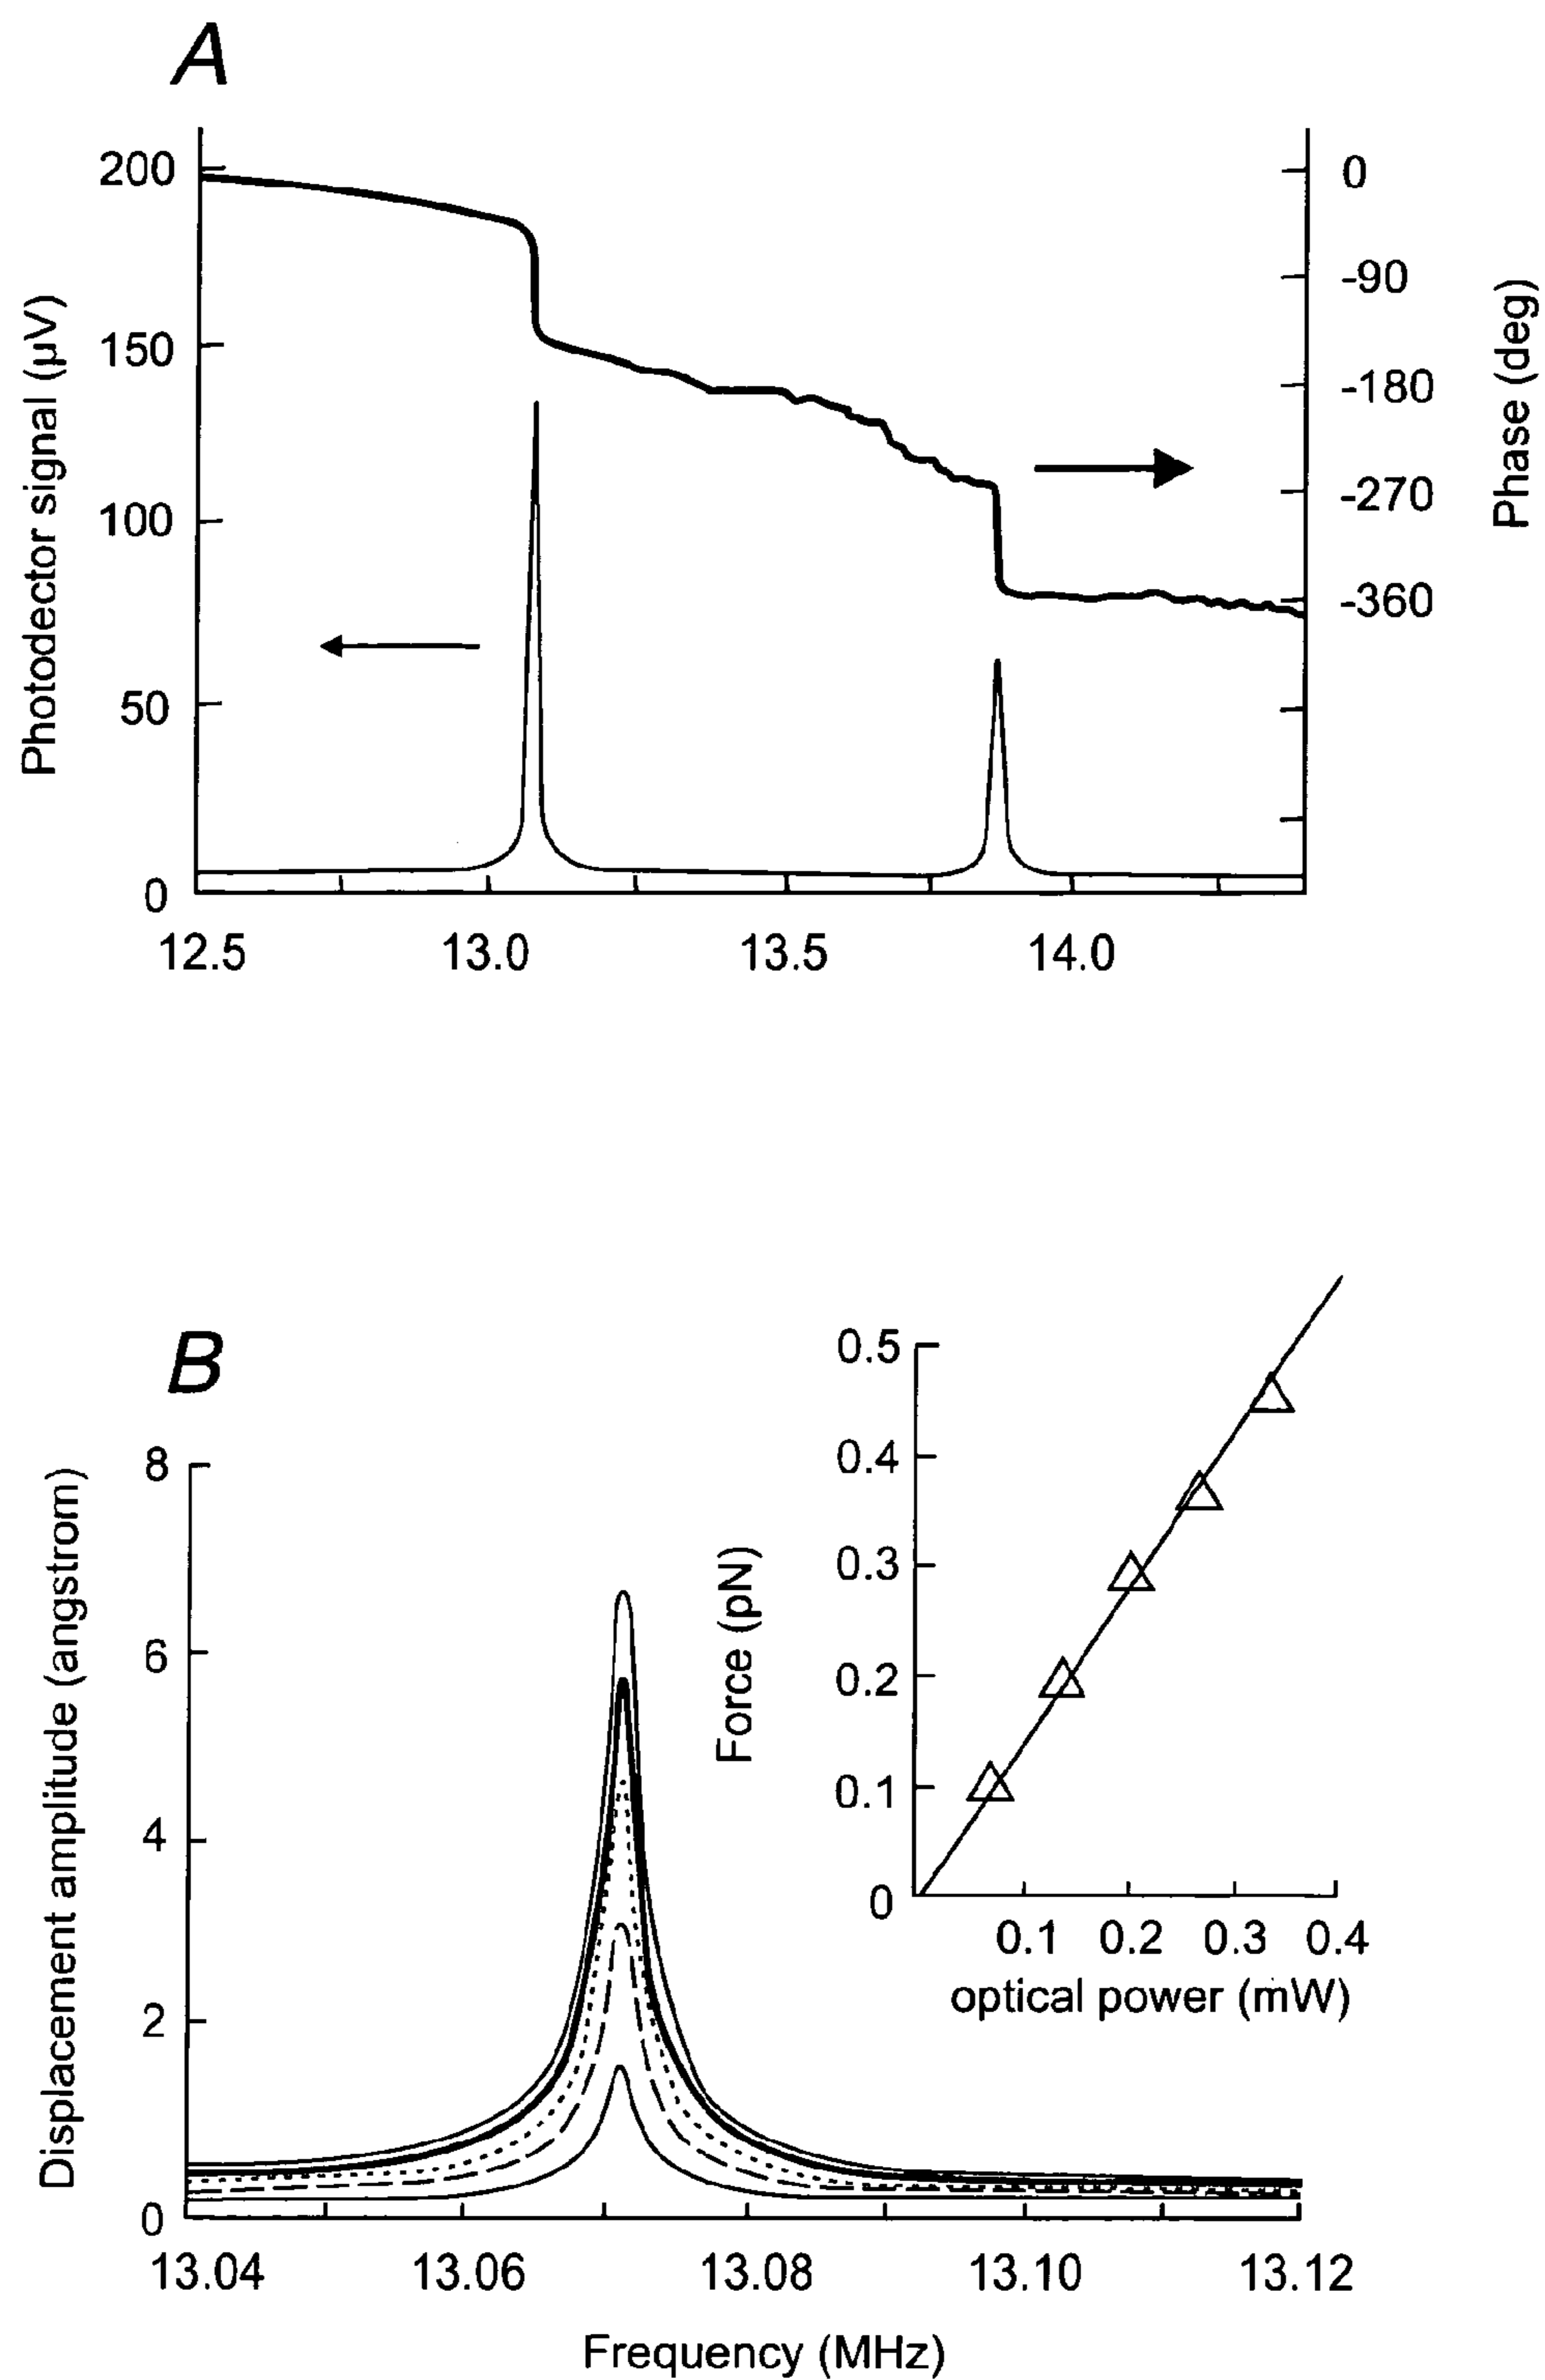 A
Photodector signal (µV)
200
150
100
50
0
0
-90
-180
-270
-360
Phase (deg)
12.5 13.0 13.5 14.0
B
Displacement amplitude (angstrom)
8
6
4
2
0
Force (pN)
0.5
0.4
0.3
0.2
0.1
0
0.1 0.2 0.3 0.4
optical power (mW)
13.04 13.06 13.08 13.10 13.12
Frequency (MHz)